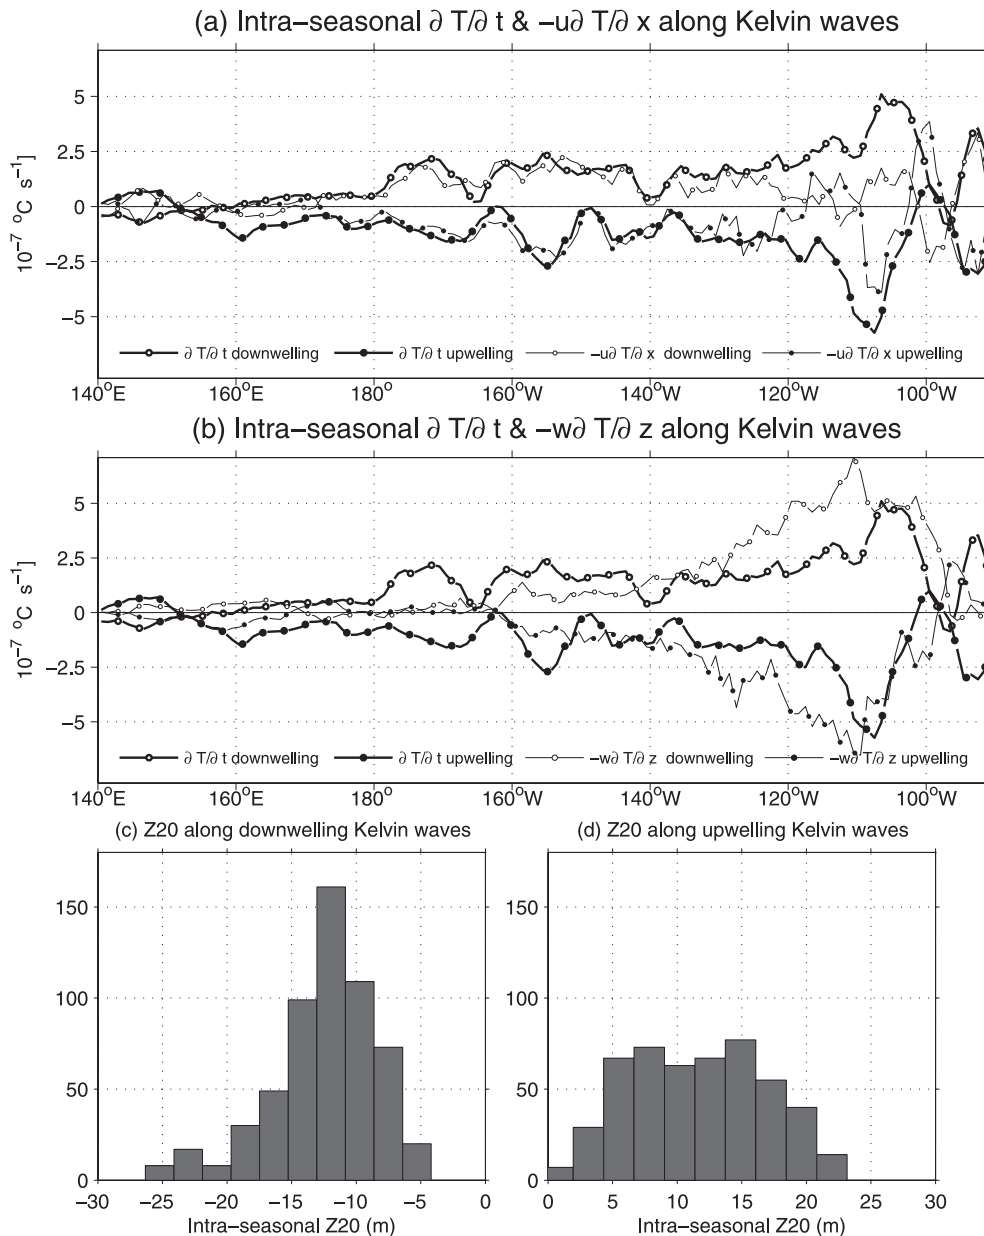 (a) Intra−seasonal ∂ T/∂ t & −u∂ T/∂ x along Kelvin waves
5
2.5
0
−2.5
−5
10⁻⁷ °C s⁻¹]
∂ T/∂ t downwelling ∂ T/∂ t upwelling −u∂ T/∂ x downwelling −u∂ T/∂ x upwelling
140°E 160°E 180° 160°W 140°W 120°W 100°W
(b) Intra−seasonal ∂ T/∂ t & −w∂ T/∂ z along Kelvin waves
5
2.5
0
−2.5
−5
10⁻⁷ °C s⁻¹]
∂ T/∂ t downwelling ∂ T/∂ t upwelling −w∂ T/∂ z downwelling −w∂ T/∂ z upwelling
140°E 160°E 180° 160°W 140°W 120°W 100°W
(c) Z20 along downwelling Kelvin waves
150
100
50
0
−30 −25 −20 −15 −10 −5 0
Intra−seasonal Z20 (m)
(d) Z20 along upwelling Kelvin waves
150
100
50
0
0 5 10 15 20 25 30
Intra−seasonal Z20 (m)